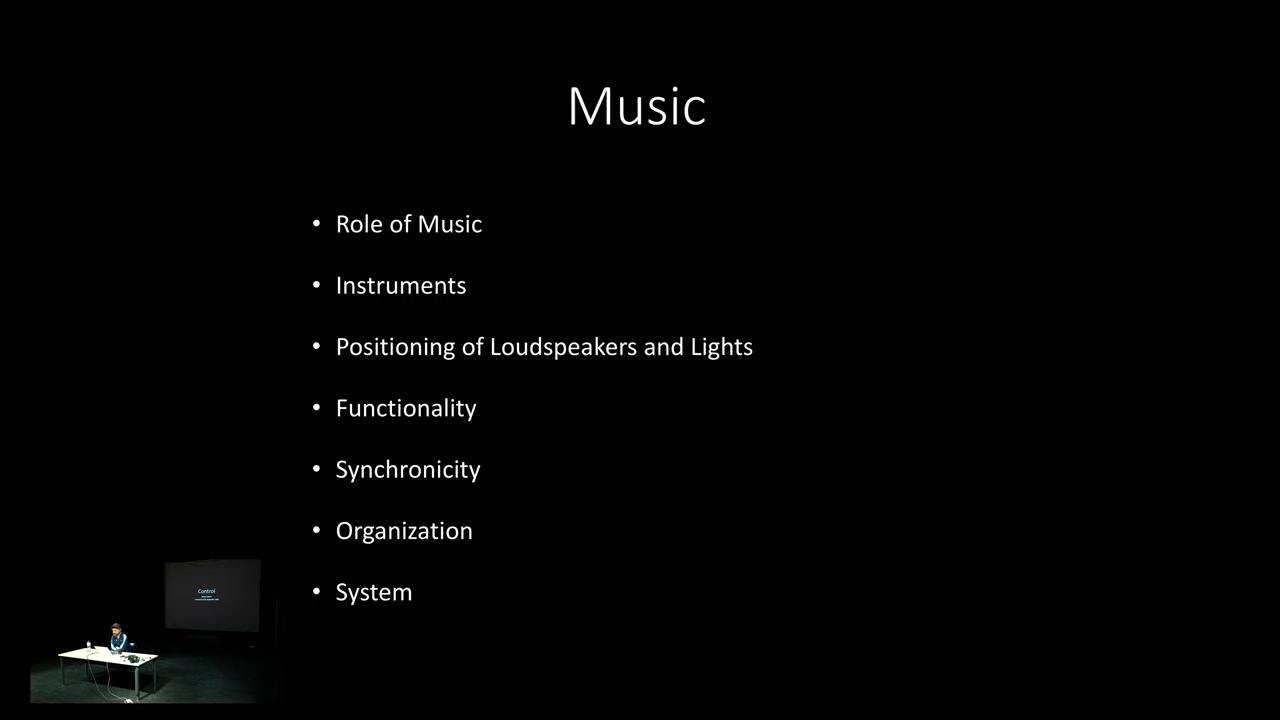 Music
• Role of Music
• Instruments
• Positioning of Loudspeakers and Lights
• Functionality
• Synchronicity
• Organization
• System
Control